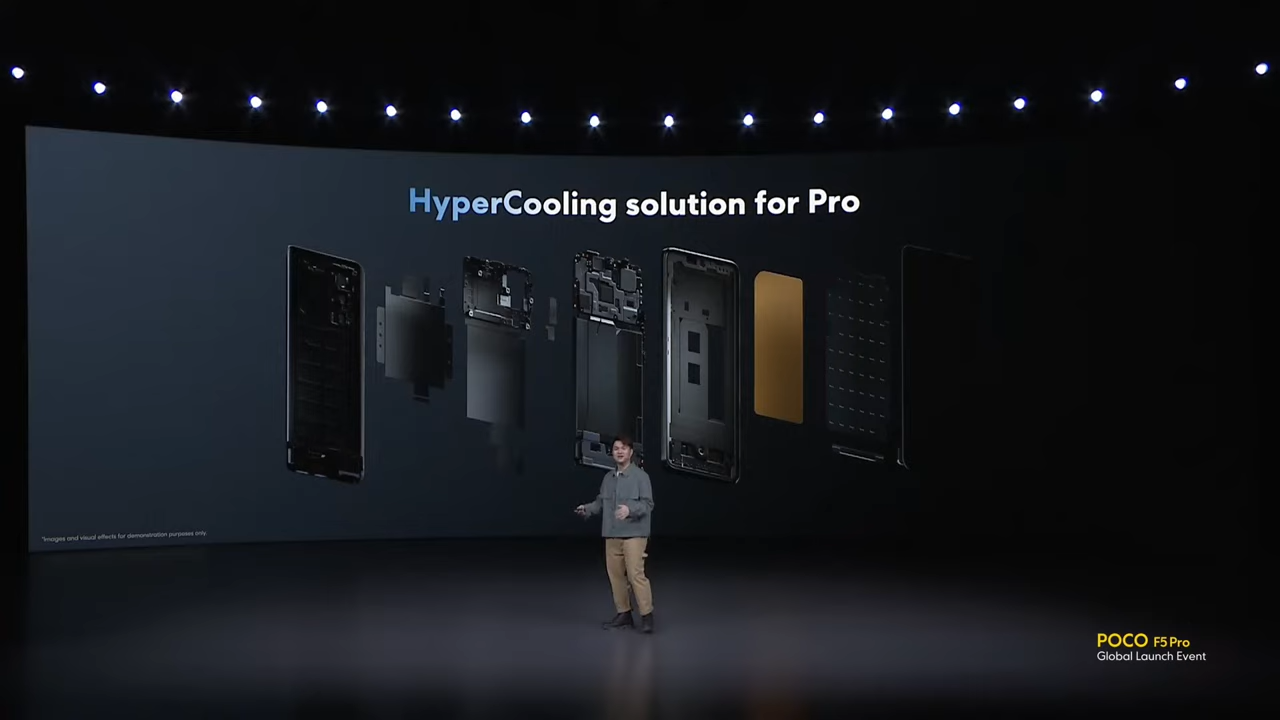 HyperCooling solution for Pro
*Images and visual effects for demonstration purposes only.
POCO F5 Pro
Global Launch Event